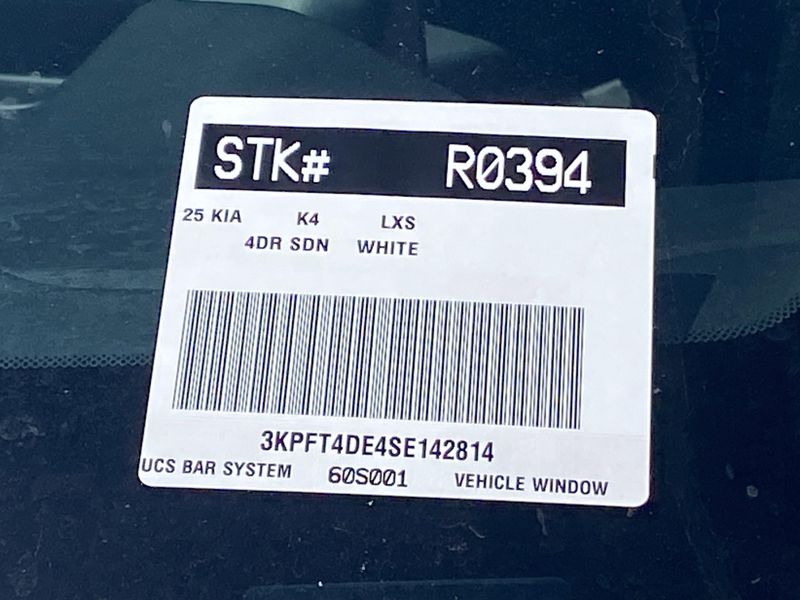 STK# R0394
25 KIA K4 LXS
4DR SDN WHITE
3KPFT4DE4SE142814
UCS BAR SYSTEM 60S001 VEHICLE WINDOW